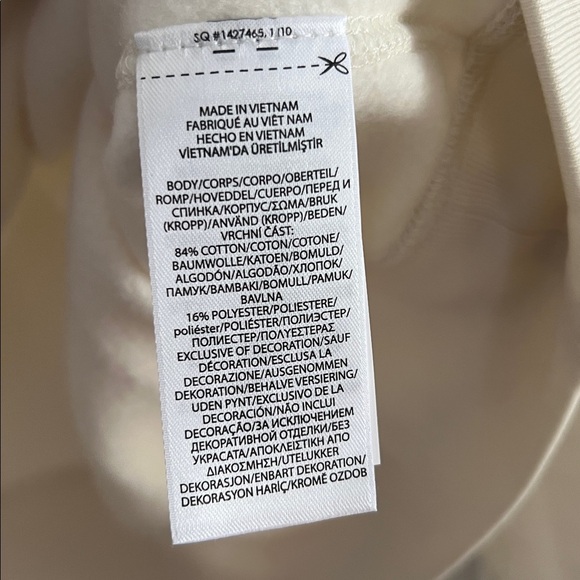 SQ #1427465, 1 /10
MADE IN VIETNAM
FABRIQUÉ AU VIÊT NAM
HECHO EN VIETNAM
VİETNAM'DA ÜRETİLMİŞTİR
BODY/CORPS/CORPO/OBERTEIL/
ROMP/HOVEDDEL/CUERPO/ПЕРЕД И
СПИНКА/КОРПУС/ΣΩΜΑ/BRUK
(KROPP)/ANVÄND (KROPP)/BEDEN/
VRCHNÍ ČÁST:
84% COTTON/COTON/COTONE/
BAUMWOLLE/KATOEN/BOMULD/
ALGODÓN/ALGODÃO/ХЛОПОК/
ПАМУК/ΒΑΜΒΑΚΙ/BOMULL/PAMUK/
BAVLNA
16% POLYESTER/POLIESTERE/
poliéster/POLIÉSTER/ПОЛИЭСТЕР/
ПОЛИЕСТЕР/ΠΟΛΥΕΣΤΕΡΑΣ
EXCLUSIVE OF DECORATION/SAUF
DÉCORATION/ESCLUSA LA
DECORAZIONE/AUSGENOMMEN
DEKORATION/BEHALVE VERSIERING/
UDEN PYNT/EXCLUSIVO DE LA
DECORACIÓN/NÃO INCLUI
DECORAÇÃO/ЗА ИСКЛЮЧЕНИЕМ
ДЕКОРАТИВНОЙ ОТДЕЛКИ/БЕЗ
УКРАСАТА/ΑΠΟΚΛΕΙΣΤΙΚΗ ΑΠΟ
ΔΙΑΚΟΣΜΗΣΗ/UTELUKKER
DEKORASJON/ENBART DEKORATION/
DEKORASYON HARİÇ/KROMĚ OZDOB